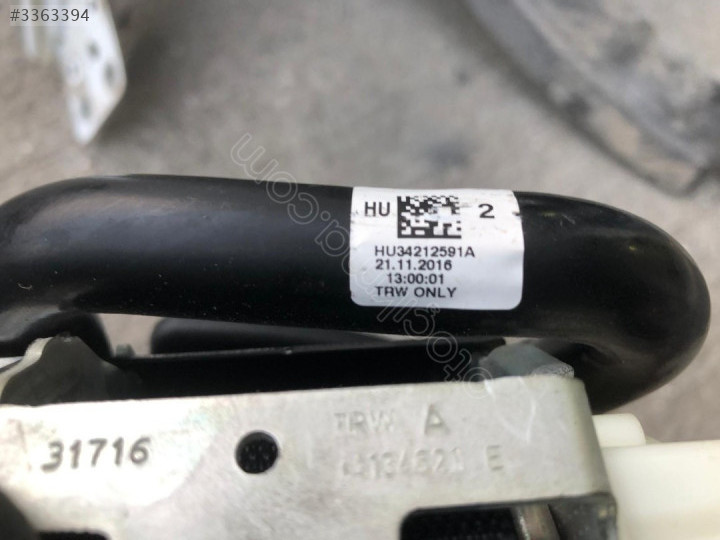 #3363394
HU 2
HU34212591A
21.11.2016
13:00:01
TRW ONLY
TRW A
31716
E